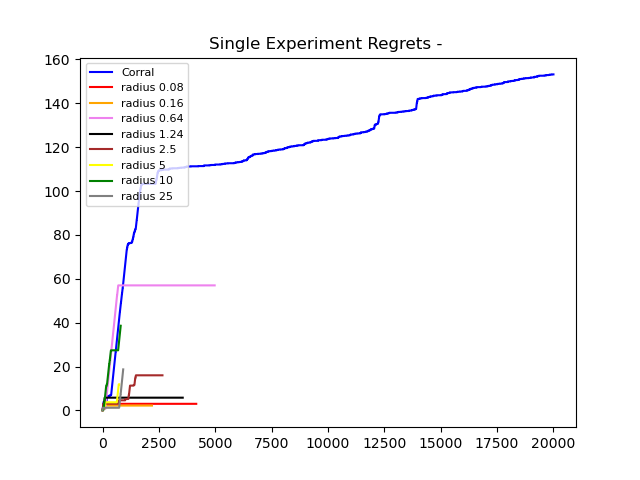 Single Experiment Regrets -
160
140
120
100
80
60
40
20
0
Corral
radius 0.08
radius 0.16
radius 0.64
radius 1.24
radius 2.5
radius 5
radius 10
radius 25
0 2500 5000 7500 10000 12500 15000 17500 20000